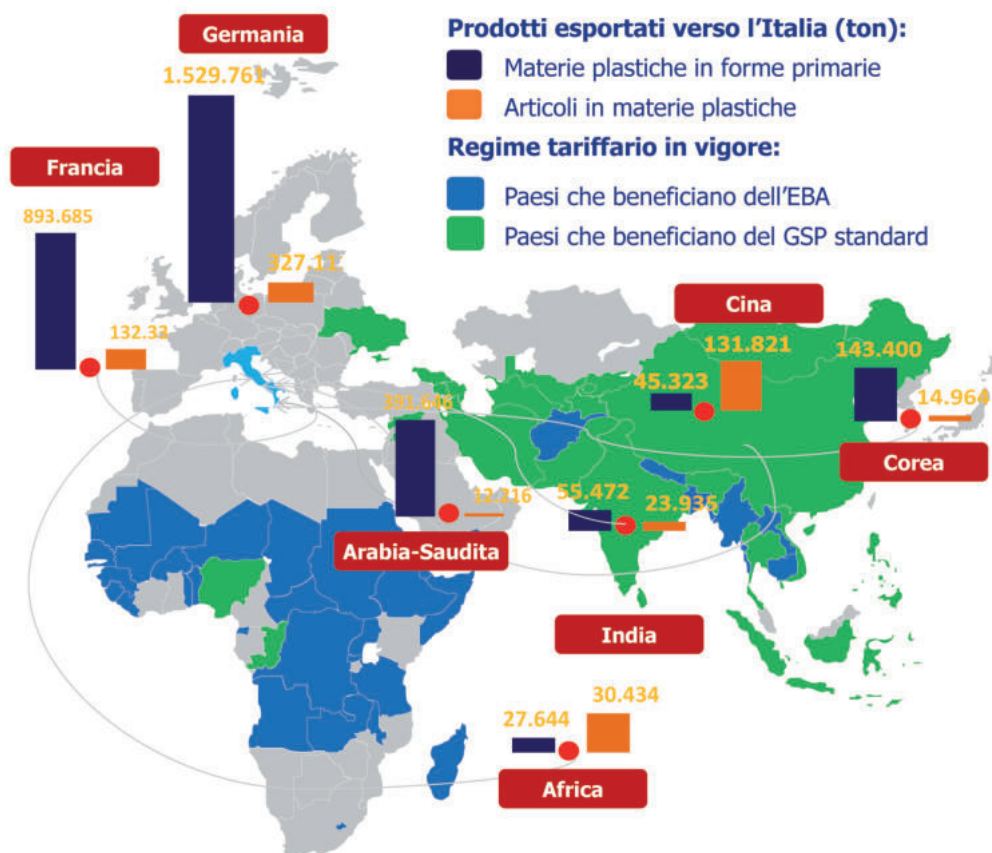 Germania
1.529.761
Prodotti esportati verso l'Italia (ton):
Materie plastiche in forme primarie
Articoli in materie plastiche
Regime tariffario in vigore:
Paesi che beneficiano dell'EBA
Paesi che beneficiano del GSP standard
Francia
893.685
327.11
132.33
Cina
131.821
45.323
143.400
14.964
Corea
391.646
12.216
Arabia-Saudita
55.472
23.935
India
30.434
27.644
Africa